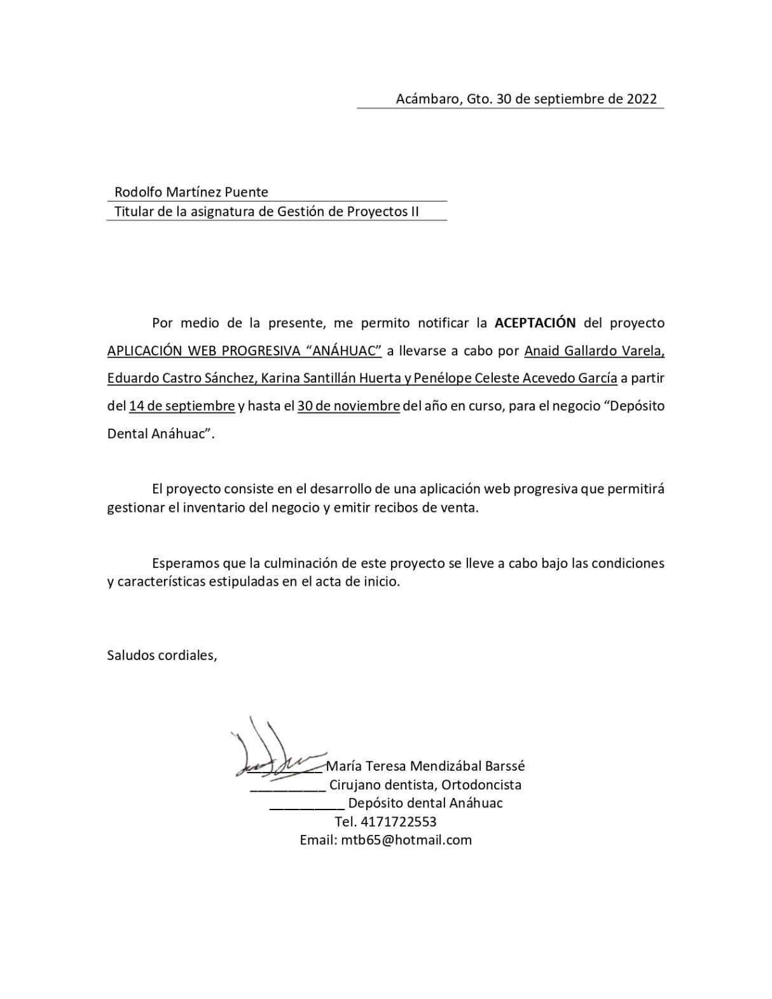 Acámbaro, Gto. 30 de septiembre de 2022
Rodolfo Martínez Puente
Titular de la asignatura de Gestión de Proyectos II
Por medio de la presente, me permito notificar la ACEPTACIÓN del proyecto
APLICACIÓN WEB PROGRESIVA “ANÁHUAC” a llevarse a cabo por Anaid Gallardo Varela,
Eduardo Castro Sánchez, Karina Santillán Huerta y Penélope Celeste Acevedo García a partir
del 14 de septiembre y hasta el 30 de noviembre del año en curso, para el negocio “Depósito
Dental Anáhuac”.
El proyecto consiste en el desarrollo de una aplicación web progresiva que permitirá
gestionar el inventario del negocio y emitir recibos de venta.
Esperamos que la culminación de este proyecto se lleve a cabo bajo las condiciones
y características estipuladas en el acta de inicio.
Saludos cordiales,
__________ María Teresa Mendizábal Barssé
__________ Cirujano dentista, Ortodoncista
__________ Depósito dental Anáhuac
Tel. 4171722553
Email: mtb65@hotmail.com